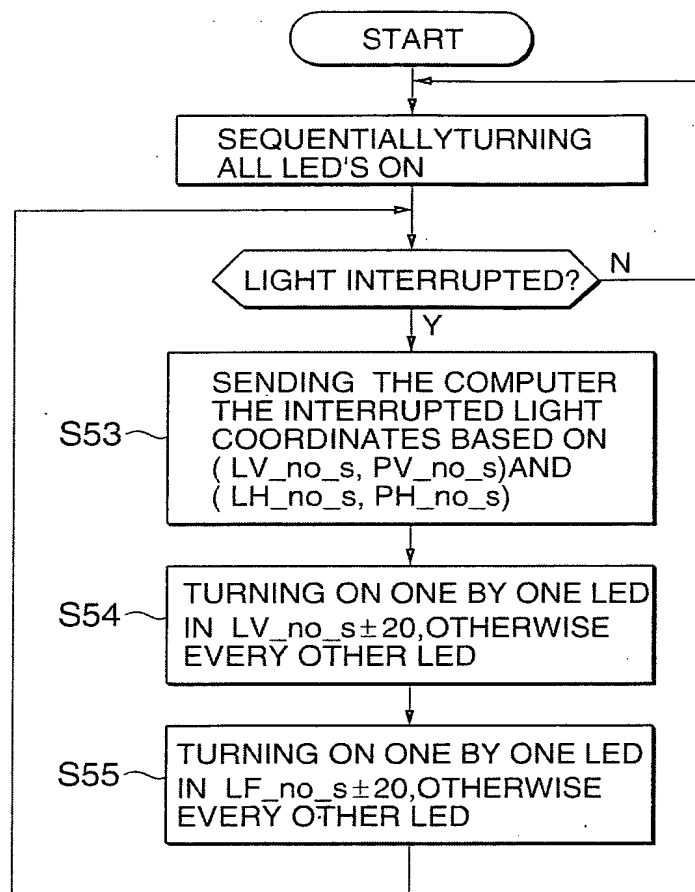 START
SEQUENTIALLYTURNING
ALL LED'S ON
LIGHT INTERRUPTED?
N
Y
S53
SENDING THE COMPUTER
THE INTERRUPTED LIGHT
COORDINATES BASED ON
( LV_no_s, PV_no_s)AND
( LH_no_s, PH_no_s)
S54
TURNING ON ONE BY ONE LED
IN LV_no_s±20,OTHERWISE
EVERY OTHER LED
S55
TURNING ON ONE BY ONE LED
IN LF_no_s±20,OTHERWISE
EVERY OTHER LED